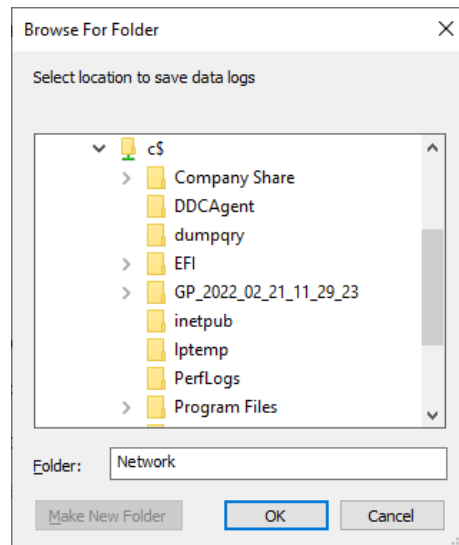 Browse For Folder
Select location to save data logs
c$
Company Share
DDCAgent
dumpqry
EFI
GP_2022_02_21_11_29_23
inetpub
lptemp
PerfLogs
Program Files
Folder: Network
Make New Folder OK Cancel